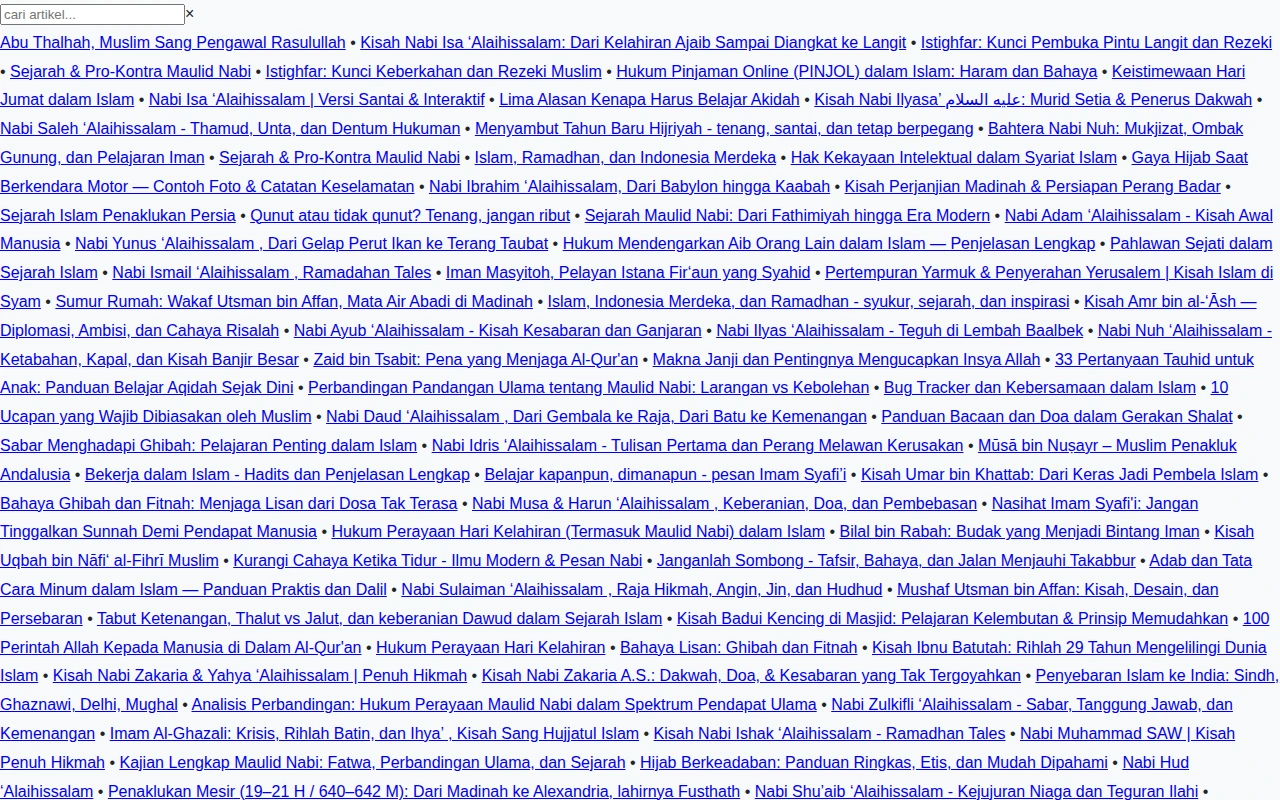 cari artikel...×
Abu Thalhah, Muslim Sang Pengawal Rasulullah • Kisah Nabi Isa ‘Alaihissalam: Dari Kelahiran Ajaib Sampai Diangkat ke Langit • Istighfar: Kunci Pembuka Pintu Langit dan Rezeki
• Sejarah & Pro-Kontra Maulid Nabi • Istighfar: Kunci Keberkahan dan Rezeki Muslim • Hukum Pinjaman Online (PINJOL) dalam Islam: Haram dan Bahaya • Keistimewaan Hari
Jumat dalam Islam • Nabi Isa ‘Alaihissalam | Versi Santai & Interaktif • Lima Alasan Kenapa Harus Belajar Akidah • Kisah Nabi Ilyasa’ عليه السلام: Murid Setia & Penerus Dakwah •
Nabi Saleh ‘Alaihissalam - Thamud, Unta, dan Dentum Hukuman • Menyambut Tahun Baru Hijriyah - tenang, santai, dan tetap berpegang • Bahtera Nabi Nuh: Mukjizat, Ombak
Gunung, dan Pelajaran Iman • Sejarah & Pro-Kontra Maulid Nabi • Islam, Ramadhan, dan Indonesia Merdeka • Hak Kekayaan Intelektual dalam Syariat Islam • Gaya Hijab Saat
Berkendara Motor — Contoh Foto & Catatan Keselamatan • Nabi Ibrahim ‘Alaihissalam, Dari Babylon hingga Kaabah • Kisah Perjanjian Madinah & Persiapan Perang Badar •
Sejarah Islam Penaklukan Persia • Qunut atau tidak qunut? Tenang, jangan ribut • Sejarah Maulid Nabi: Dari Fathimiyah hingga Era Modern • Nabi Adam ‘Alaihissalam - Kisah Awal
Manusia • Nabi Yunus ‘Alaihissalam , Dari Gelap Perut Ikan ke Terang Taubat • Hukum Mendengarkan Aib Orang Lain dalam Islam — Penjelasan Lengkap • Pahlawan Sejati dalam
Sejarah Islam • Nabi Ismail ‘Alaihissalam , Ramadahan Tales • Iman Masyitoh, Pelayan Istana Fir‘aun yang Syahid • Pertempuran Yarmuk & Penyerahan Yerusalem | Kisah Islam di
Syam • Sumur Rumah: Wakaf Utsman bin Affan, Mata Air Abadi di Madinah • Islam, Indonesia Merdeka, dan Ramadhan - syukur, sejarah, dan inspirasi • Kisah Amr bin al-‘Āsh —
Diplomasi, Ambisi, dan Cahaya Risalah • Nabi Ayub ‘Alaihissalam - Kisah Kesabaran dan Ganjaran • Nabi Ilyas ‘Alaihissalam - Teguh di Lembah Baalbek • Nabi Nuh ‘Alaihissalam -
Ketabahan, Kapal, dan Kisah Banjir Besar • Zaid bin Tsabit: Pena yang Menjaga Al-Qur'an • Makna Janji dan Pentingnya Mengucapkan Insya Allah • 33 Pertanyaan Tauhid untuk
Anak: Panduan Belajar Aqidah Sejak Dini • Perbandingan Pandangan Ulama tentang Maulid Nabi: Larangan vs Kebolehan • Bug Tracker dan Kebersamaan dalam Islam • 10
Ucapan yang Wajib Dibiasakan oleh Muslim • Nabi Daud ‘Alaihissalam , Dari Gembala ke Raja, Dari Batu ke Kemenangan • Panduan Bacaan dan Doa dalam Gerakan Shalat •
Sabar Menghadapi Ghibah: Pelajaran Penting dalam Islam • Nabi Idris ‘Alaihissalam - Tulisan Pertama dan Perang Melawan Kerusakan • Mūsā bin Nuṣayr – Muslim Penakluk
Andalusia • Bekerja dalam Islam - Hadits dan Penjelasan Lengkap • Belajar kapanpun, dimanapun - pesan Imam Syafi’i • Kisah Umar bin Khattab: Dari Keras Jadi Pembela Islam •
Bahaya Ghibah dan Fitnah: Menjaga Lisan dari Dosa Tak Terasa • Nabi Musa & Harun ‘Alaihissalam , Keberanian, Doa, dan Pembebasan • Nasihat Imam Syafi'i: Jangan
Tinggalkan Sunnah Demi Pendapat Manusia • Hukum Perayaan Hari Kelahiran (Termasuk Maulid Nabi) dalam Islam • Bilal bin Rabah: Budak yang Menjadi Bintang Iman • Kisah
Uqbah bin Nāfi‘ al-Fihrī Muslim • Kurangi Cahaya Ketika Tidur - Ilmu Modern & Pesan Nabi • Janganlah Sombong - Tafsir, Bahaya, dan Jalan Menjauhi Takabbur • Adab dan Tata
Cara Minum dalam Islam — Panduan Praktis dan Dalil • Nabi Sulaiman ‘Alaihissalam , Raja Hikmah, Angin, Jin, dan Hudhud • Mushaf Utsman bin Affan: Kisah, Desain, dan
Persebaran • Tabut Ketenangan, Thalut vs Jalut, dan keberanian Dawud dalam Sejarah Islam • Kisah Badui Kencing di Masjid: Pelajaran Kelembutan & Prinsip Memudahkan • 100
Perintah Allah Kepada Manusia di Dalam Al-Qur'an • Hukum Perayaan Hari Kelahiran • Bahaya Lisan: Ghibah dan Fitnah • Kisah Ibnu Batutah: Rihlah 29 Tahun Mengelilingi Dunia
Islam • Kisah Nabi Zakaria & Yahya ‘Alaihissalam | Penuh Hikmah • Kisah Nabi Zakaria A.S.: Dakwah, Doa, & Kesabaran yang Tak Tergoyahkan • Penyebaran Islam ke India: Sindh,
Ghaznawi, Delhi, Mughal • Analisis Perbandingan: Hukum Perayaan Maulid Nabi dalam Spektrum Pendapat Ulama • Nabi Zulkifli ‘Alaihissalam - Sabar, Tanggung Jawab, dan
Kemenangan • Imam Al-Ghazali: Krisis, Rihlah Batin, dan Ihya’ , Kisah Sang Hujjatul Islam • Kisah Nabi Ishak ‘Alaihissalam - Ramadhan Tales • Nabi Muhammad SAW | Kisah
Penuh Hikmah • Kajian Lengkap Maulid Nabi: Fatwa, Perbandingan Ulama, dan Sejarah • Hijab Berkeadaban: Panduan Ringkas, Etis, dan Mudah Dipahami • Nabi Hud
‘Alaihissalam • Penaklukan Mesir (19–21 H / 640–642 M): Dari Madinah ke Alexandria, lahirnya Fusthath • Nabi Shu’aib ‘Alaihissalam - Kejujuran Niaga dan Teguran Ilahi •